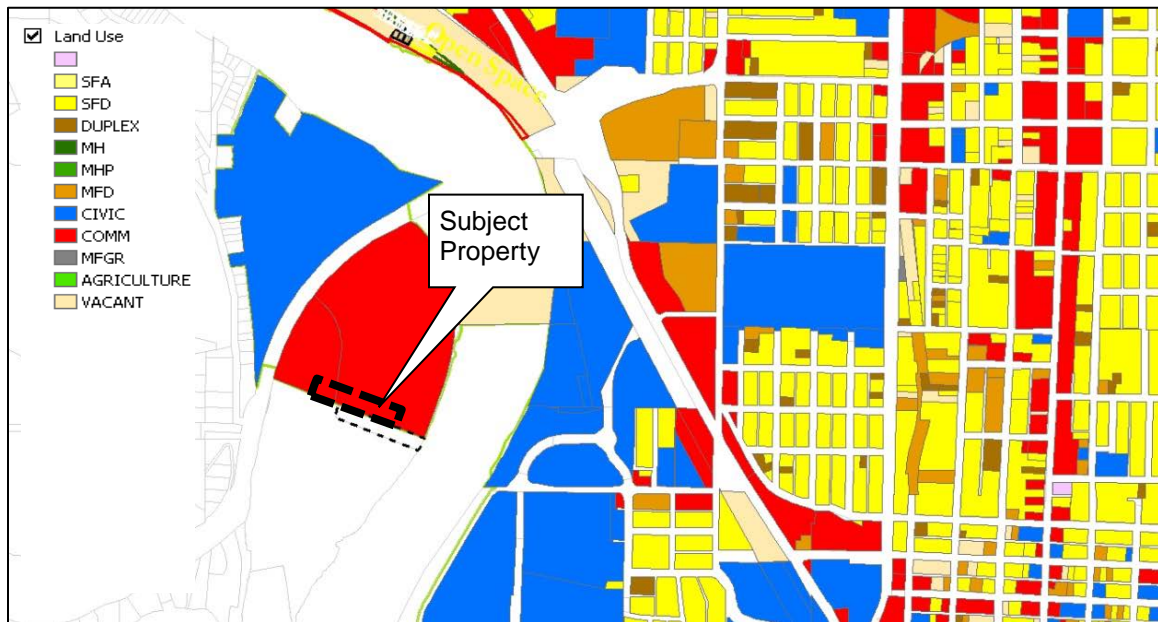 Land Use
SFA
SFD
DUPLEX
MH
MHP
MFD
CIVIC
COMM
MFGR
AGRICULTURE
VACANT
Open Space
Subject
Property